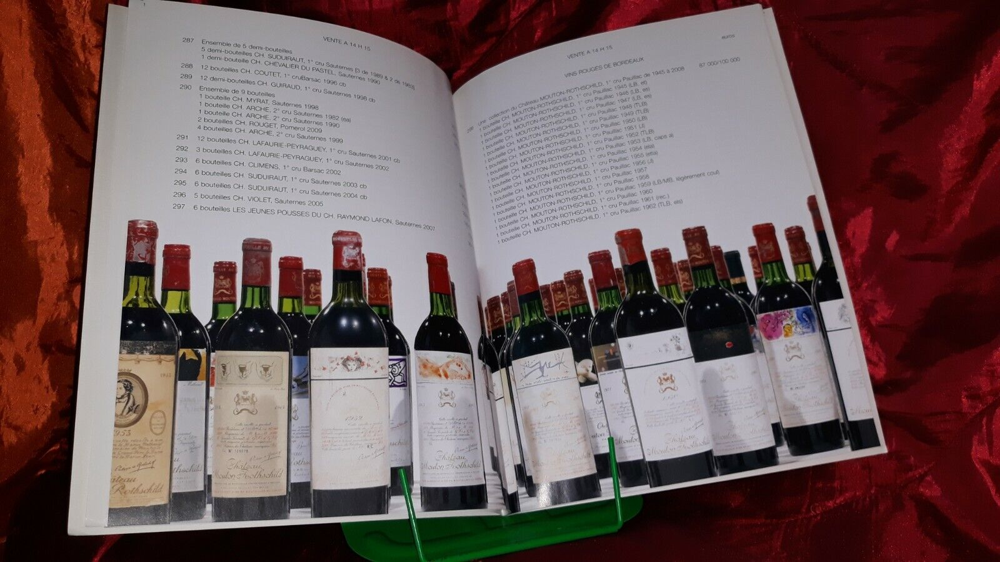 VENTE A 14 H 15
287 Ensemble de 5 demi-bouteilles
5 demi-bouteilles CH. SUDUIRAUT, 1° cru Sauternes [3 de 1989 & 2 de 1983]
1 demi-bouteille CH. CHEVALIER DU PASTEL, Sauternes 1990
288 12 bouteilles CH. COUTET, 1° cruBarsac 1996 cb
289 12 demi-bouteilles CH. GUIRAUD, 1° cru Sauternes 1998 cb
290 Ensemble de 9 bouteilles
1 bouteille CH. MYRAT, Sauternes 1998
1 bouteille CH. ARCHE, 2° cru Sauternes 1982 (ea)
1 bouteille CH. ARCHE, 2° cru Sauternes 1990
2 bouteilles CH. ROUGET, Pomerol 2009
4 bouteilles CH. ARCHE, 2° cru Sauternes 1999
291 12 bouteilles CH. LAFAURIE-PEYRAGUEY, 1° cru Sauternes 2001 cb
292 3 bouteilles CH. LAFAURIE-PEYRAGUEY, 1° cru Sauternes 2002
293 6 bouteilles CH. CLIMENS, 1° cru Barsac 2002
294 6 bouteilles CH. SUDUIRAUT, 1° cru Sauternes 2003 cb
295 6 bouteilles CH. SUDUIRAUT, 1° cru Sauternes 2004 cb
296 5 bouteilles CH. VIOLET, Sauternes 2005
297 6 bouteilles LES JEUNES POUSSES DU CH. RAYMOND LAFON, Sauternes 2007
VENTE A 14 H 15
euros
VINS ROUGES DE BORDEAUX
298 Une collection du Château MOUTON-ROTHSCHILD, 1° cru Pauillac de 1945 à 2008 87 000/100 000
1 bouteille CH. MOUTON-ROTHSCHILD, 1° cru Pauillac 1945 (LB, et)
1 bouteille CH. MOUTON-ROTHSCHILD, 1° cru Pauillac 1946 (LB, es)
1 bouteille CH. MOUTON-ROTHSCHILD, 1° cru Pauillac 1947 (LB, es)
1 bouteille CH. MOUTON-ROTHSCHILD, 1° cru Pauillac 1948 (TLB)
1 bouteille CH. MOUTON-ROTHSCHILD, 1° cru Pauillac 1949 (TLB)
1 bouteille CH. MOUTON-ROTHSCHILD, 1° cru Pauillac 1950 (LB)
1 bouteille CH. MOUTON-ROTHSCHILD, 1° cru Pauillac 1951 (J)
1 bouteille CH. MOUTON-ROTHSCHILD, 1° cru Pauillac 1952 (TLB)
1 bouteille CH. MOUTON-ROTHSCHILD, 1° cru Pauillac 1953 (LB, caps a)
1 bouteille CH. MOUTON-ROTHSCHILD, 1° cru Pauillac 1954 (ela)
1 bouteille CH. MOUTON-ROTHSCHILD, 1° cru Pauillac 1955 (etla)
1 bouteille CH. MOUTON-ROTHSCHILD, 1° cru Pauillac 1956 (J)
1 bouteille CH. MOUTON-ROTHSCHILD, 1° cru Pauillac 1957
1 bouteille CH. MOUTON-ROTHSCHILD, 1° cru Pauillac 1958
1 bouteille CH. MOUTON-ROTHSCHILD, 1° cru Pauillac 1959 (LB/MB, légèrement coul)
1 bouteille CH. MOUTON-ROTHSCHILD, 1° cru Pauillac 1960
1 bouteille CH. MOUTON-ROTHSCHILD, 1° cru Pauillac 1961 (rec.)
1 bouteille CH. MOUTON-ROTHSCHILD, 1° cru Pauillac 1962 (TLB, els)
1953
1953
Rothschild
Château
Mouton Rothschild
1959
Château
Mouton Rothschild
Château
Mouton Rothschild
Château
Mouton Rothschild
Château
Mouton Rothschild